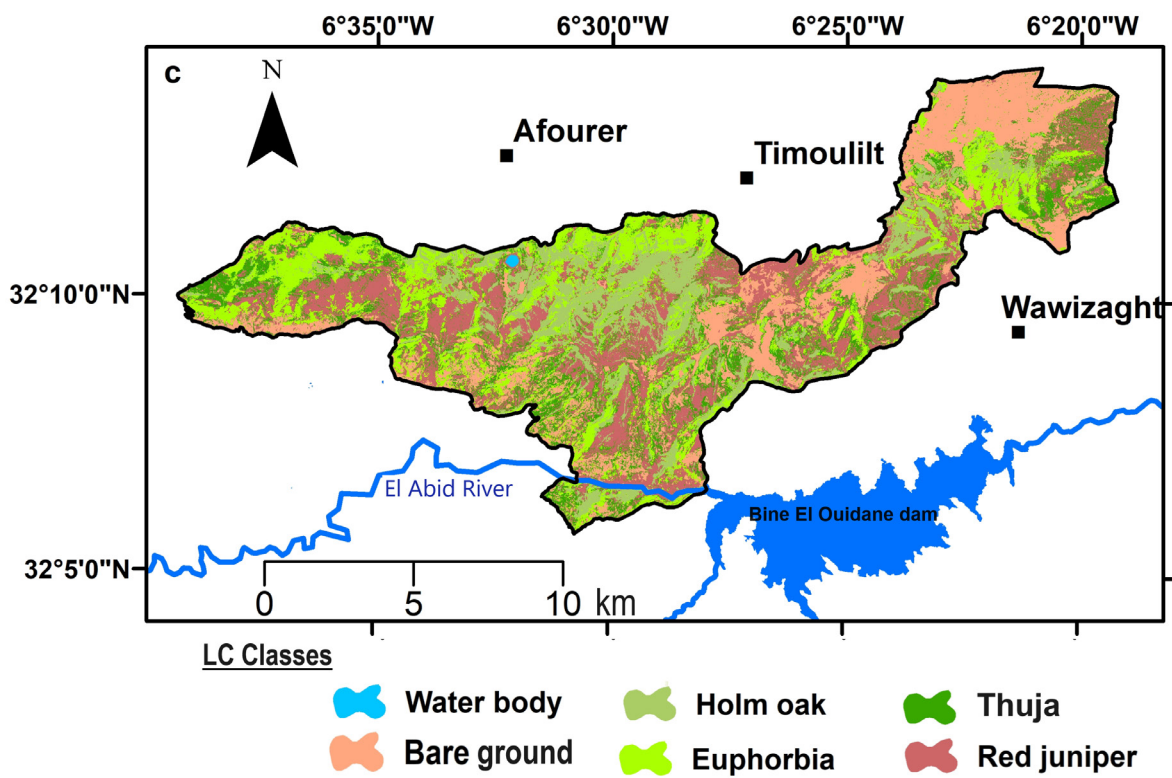 6°35'0"W 6°30'0"W 6°25'0"W 6°20'0"W
c
N
Afourer
Timoulilt
32°10'0"N
Wawizaght
El Abid River
Bine El Ouidane dam
32°5'0"N
0 5 10 km
LC Classes
Water body Holm oak Thuja
Bare ground Euphorbia Red juniper